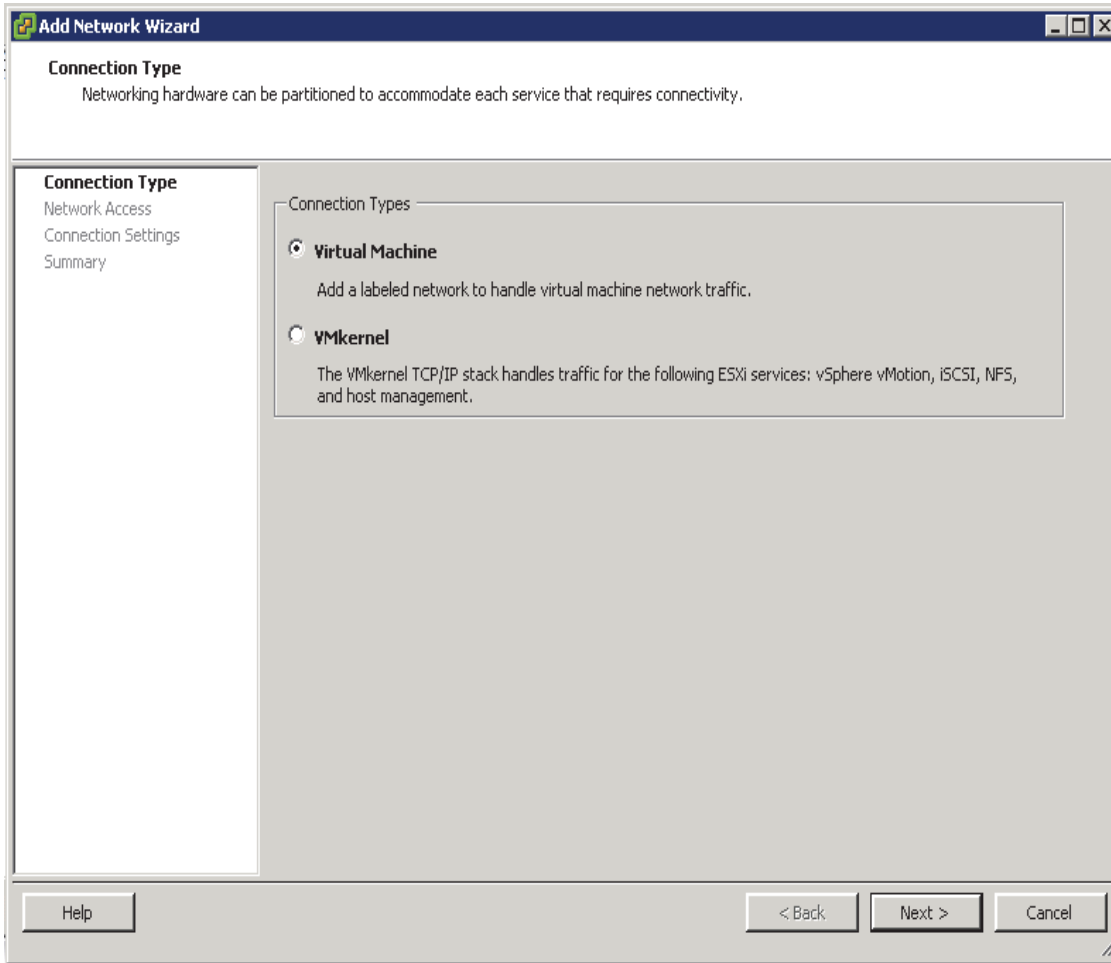 Add Network Wizard
Connection Type
Networking hardware can be partitioned to accommodate each service that requires connectivity.
Connection Type
Network Access
Connection Settings
Summary
Connection Types
Virtual Machine
Add a labeled network to handle virtual machine network traffic.
VMkernel
The VMkernel TCP/IP stack handles traffic for the following ESXi services: vSphere vMotion, iSCSI, NFS,
and host management.
Help
< Back
Next >
Cancel